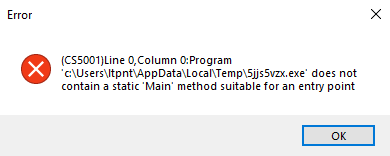 Error
(CS5001)Line 0,Column 0:Program
`c:\Users\ltpnt\AppData\Local\Temp\5jjs5vzx.exe' does not
contain a static 'Main' method suitable for an entry point
OK